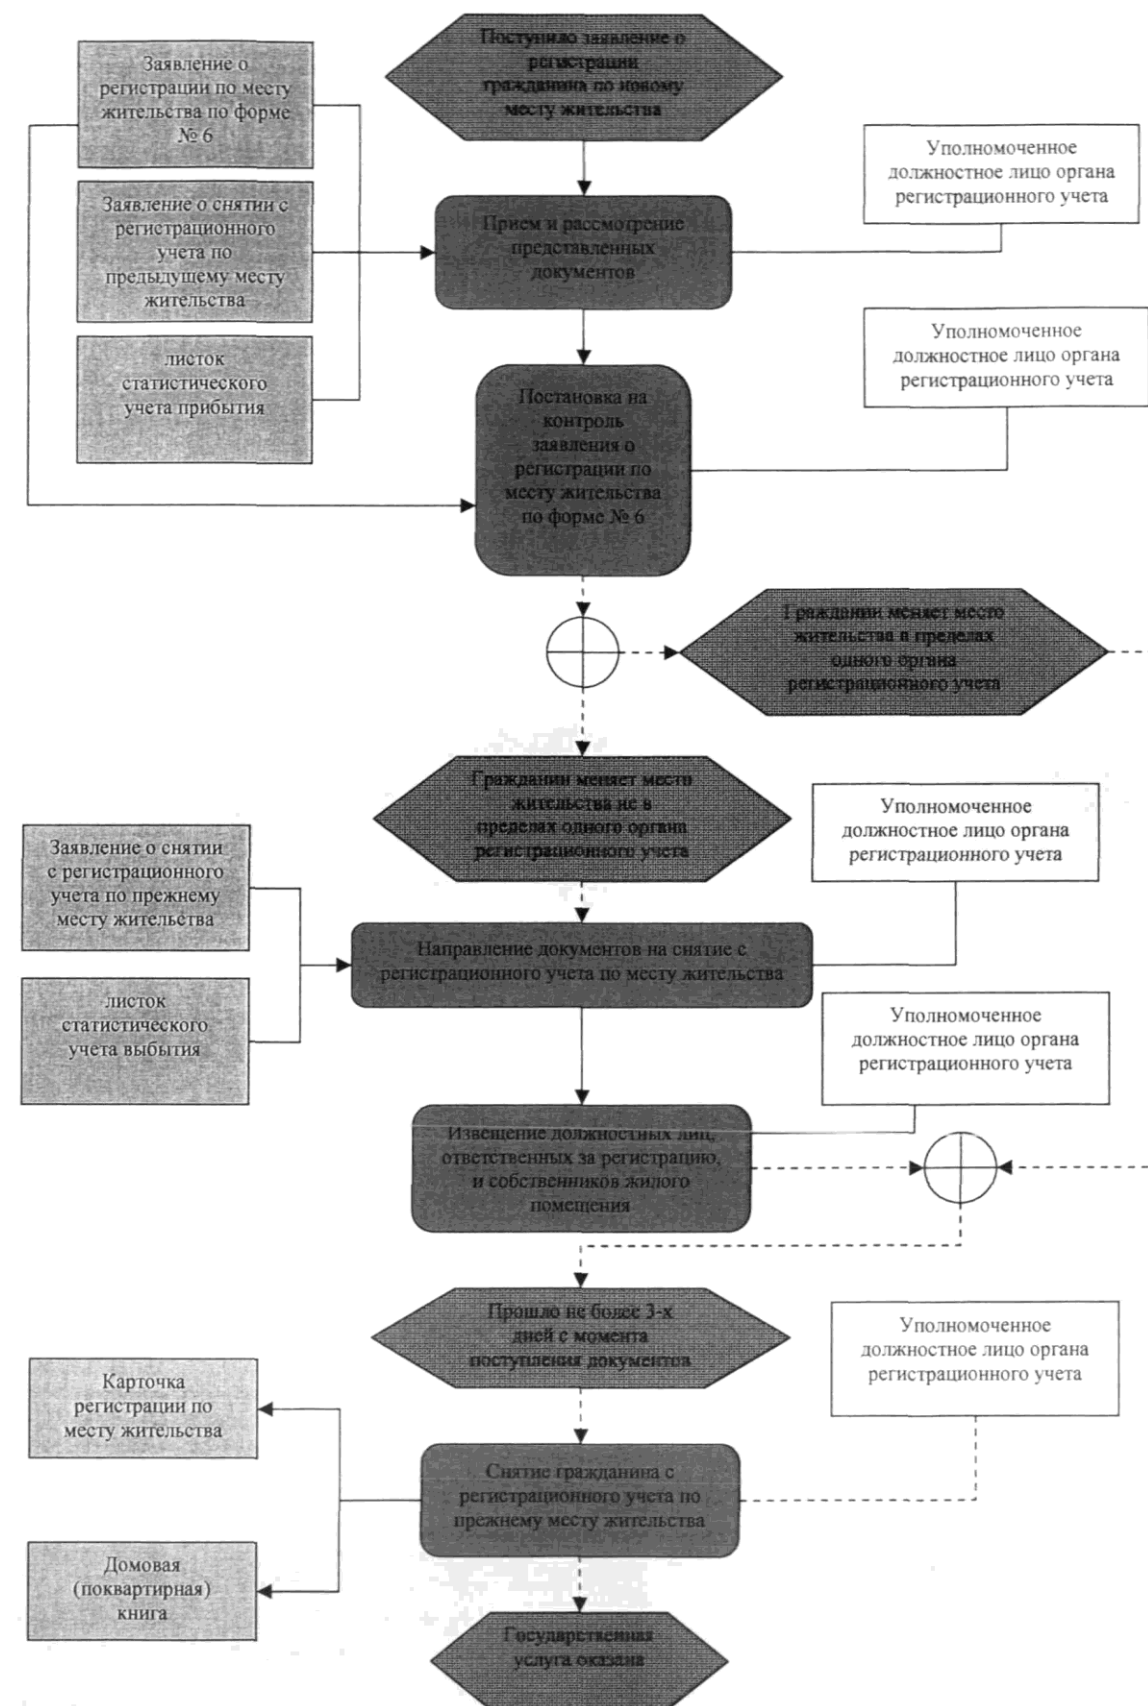 Поступило заявление о
регистрации
гражданина по новому
месту жительства
Заявление о
регистрации по месту
жительства по форме
№ 6
Уполномоченное
должностное лицо органа
регистрационного учета
Заявление о снятии с
регистрационного
учета по
предыдущему месту
жительства
Прием и рассмотрение
представленных
документов
листок
статистического
учета прибытия
Уполномоченное
должностное лицо органа
регистрационного учета
Постановка на
контроль
заявления о
регистрации по
месту жительства
по форме № 6
Гражданин меняет место
жительства в пределах
одного органа
регистрационного учета
Гражданин меняет место
жительства не в
пределах одного органа
регистрационного учета
Уполномоченное
должностное лицо органа
регистрационного учета
Заявление о снятии
с регистрационного
учета по прежнему
месту жительства
Направление документов на снятие с
регистрационного учета по месту жительства
листок
статистического
учета выбытия
Уполномоченное
должностное лицо органа
регистрационного учета
Извещение должностных лиц,
ответственных за регистрацию,
и собственников жилого
помещения
Прошло не более 3-х
дней с момента
поступления документов
Уполномоченное
должностное лицо органа
регистрационного учета
Карточка
регистрации по
месту жительства
Снятие гражданина с
регистрационного учета по
прежнему месту жительства
Домовая
(поквартирная)
книга
Государственная
услуга оказана